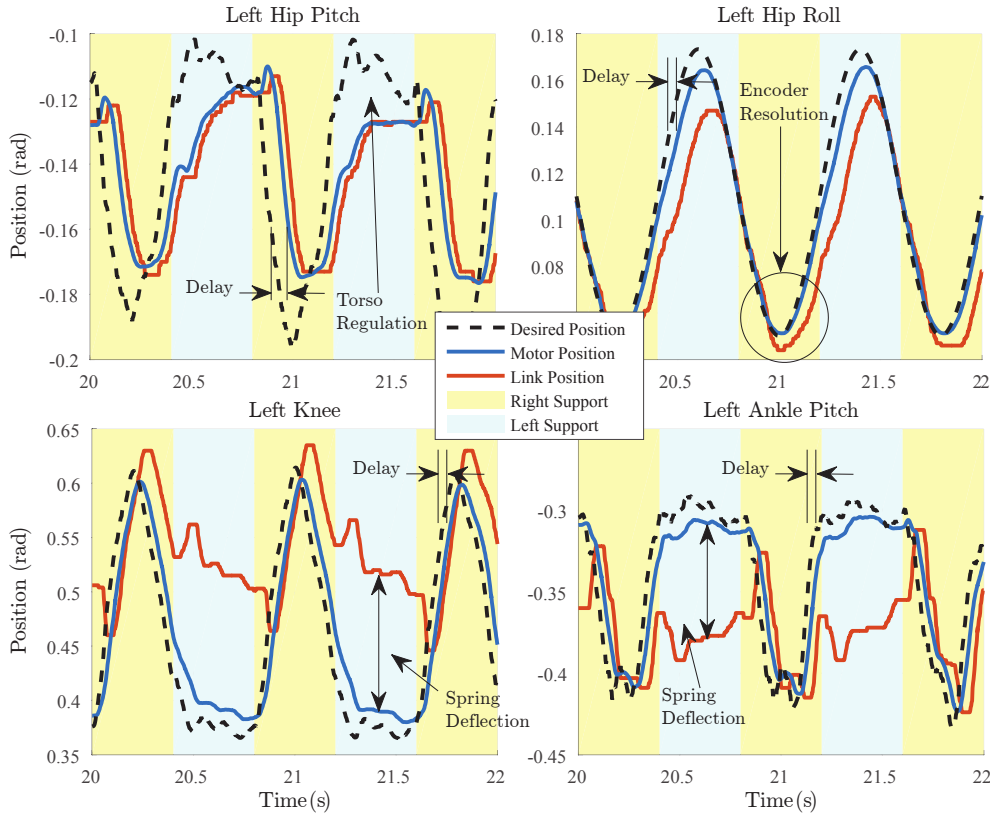 Left Hip Pitch
Left Hip Roll
Position (rad)
-0.1
-0.12
-0.14
-0.16
-0.18
-0.2
Delay
Torso
Regulation
20
20.5
21
21.5
0.18
0.16
0.14
0.12
0.1
0.08
Delay
Encoder
Resolution
20.5
21
21.5
22
Desired Position
Motor Position
Link Position
Right Support
Left Support
Left Knee
Left Ankle Pitch
Position (rad)
0.65
0.6
0.55
0.5
0.45
0.4
0.35
Delay
Spring
Deflection
20
20.5
21
21.5
22
Time(s)
-0.3
-0.35
-0.4
-0.45
Delay
Spring
Deflection
20
20.5
21
21.5
22
Time(s)